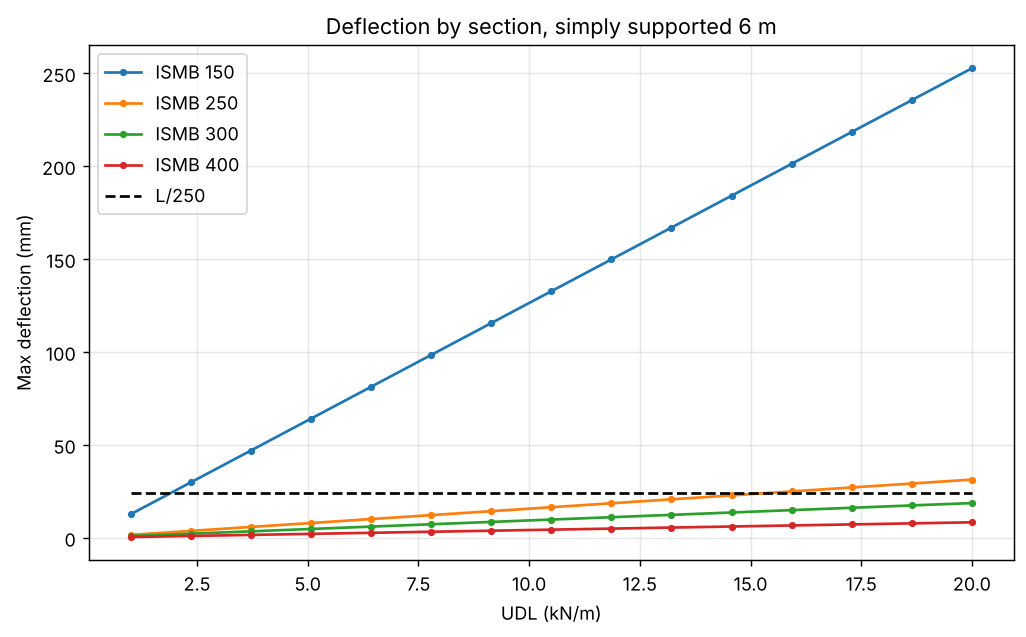 Deflection by section, simply supported 6 m
ISMB 150
ISMB 250
ISMB 300
ISMB 400
L/250
Max deflection (mm)
250
200
150
100
50
0
2.5 5.0 7.5 10.0 12.5 15.0 17.5 20.0
UDL (kN/m)